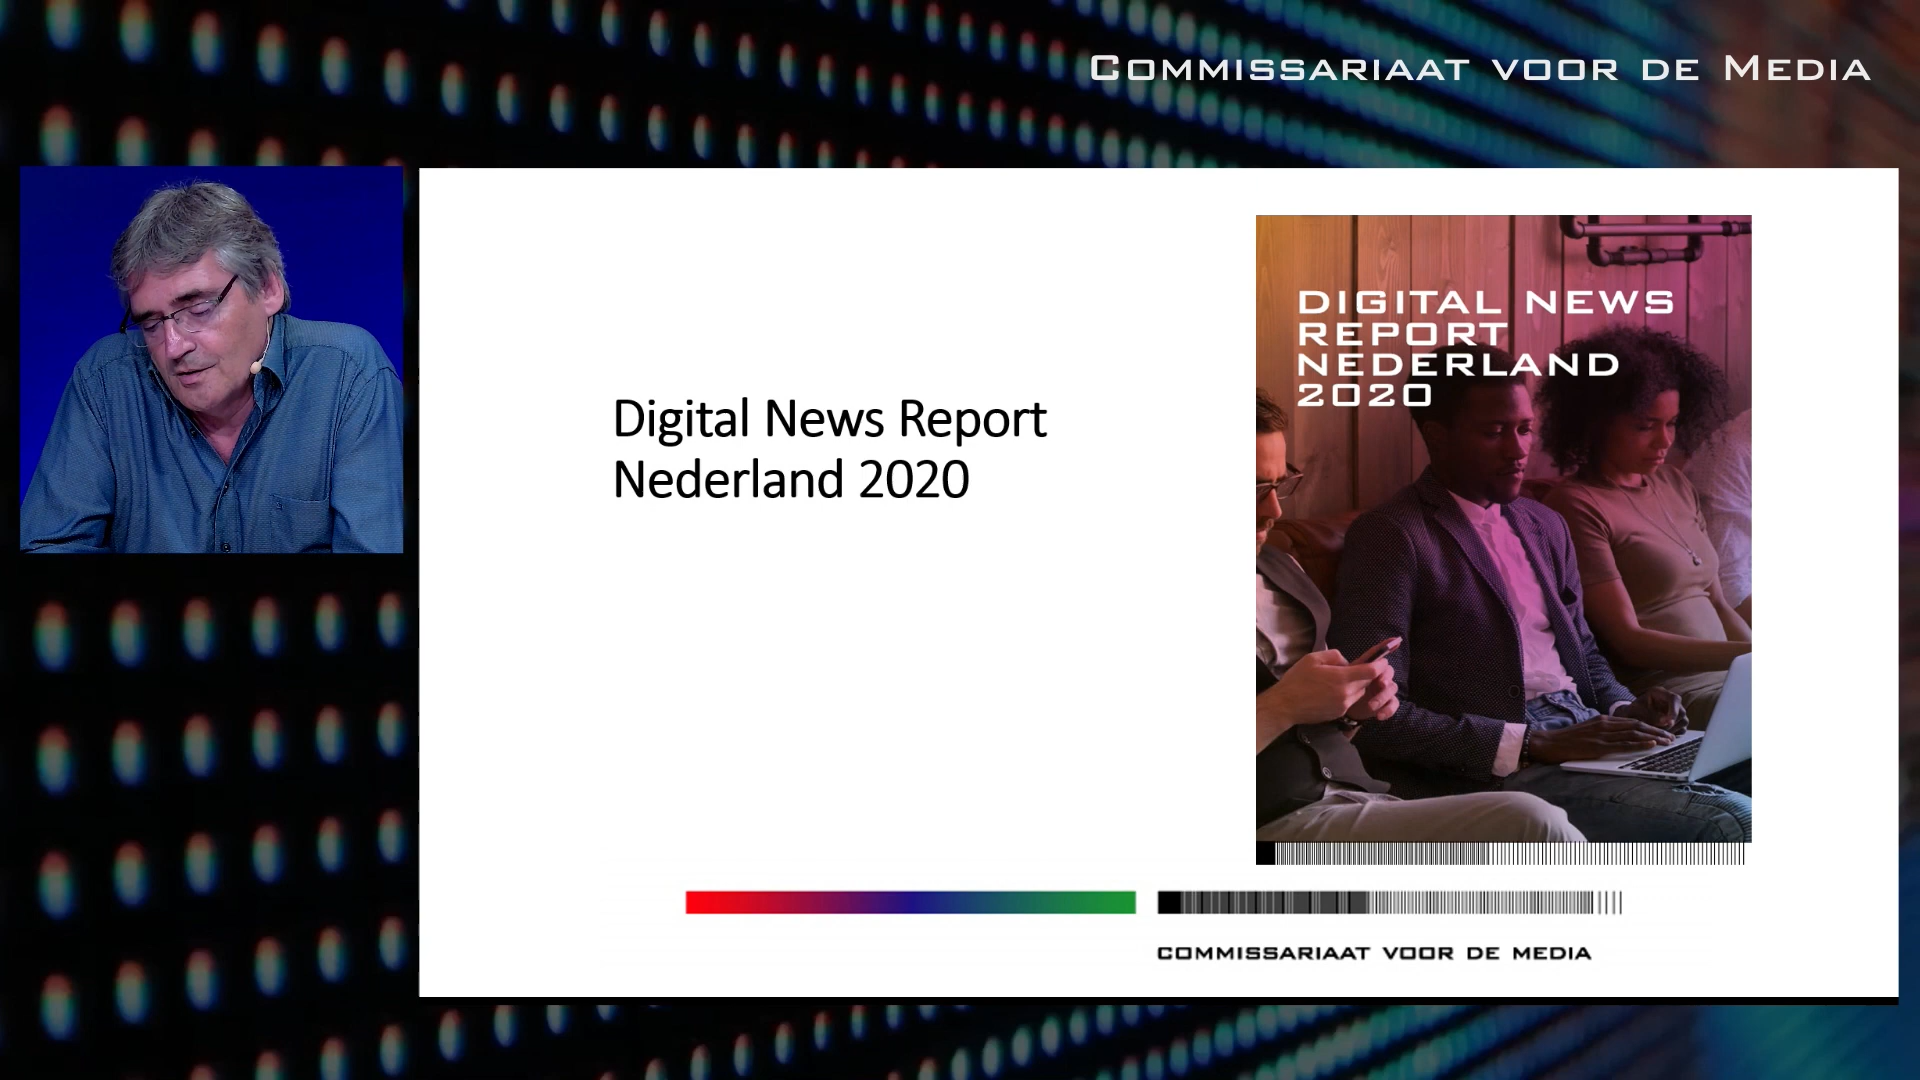 COMMISSARIAAT VOOR DE MEDIA
Digital News Report
Nederland 2020
DIGITAL NEWS
REPORT
NEDERLAND
2020
COMMISSARIAAT VOOR DE MEDIA